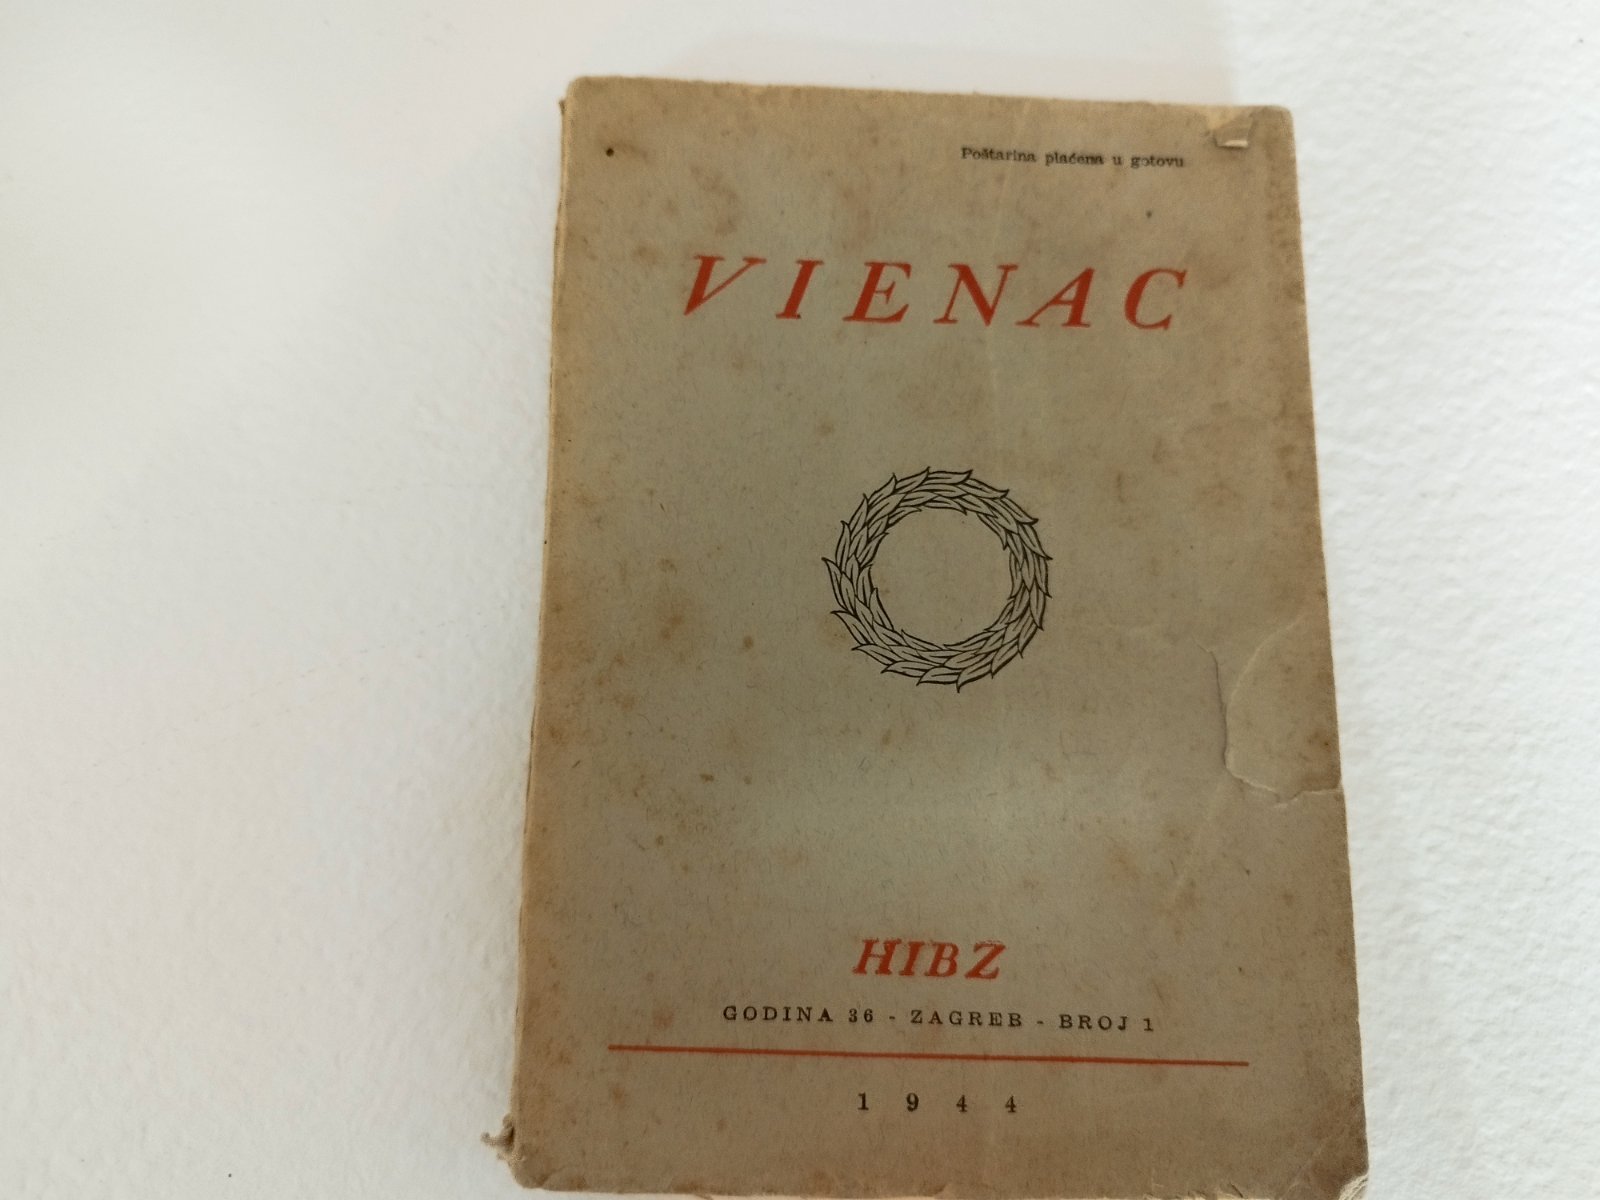 Poštarina plaćena u gotovu
VIENAC
HIBZ
GODINA 36 - ZAGREB - BROJ 1
1944